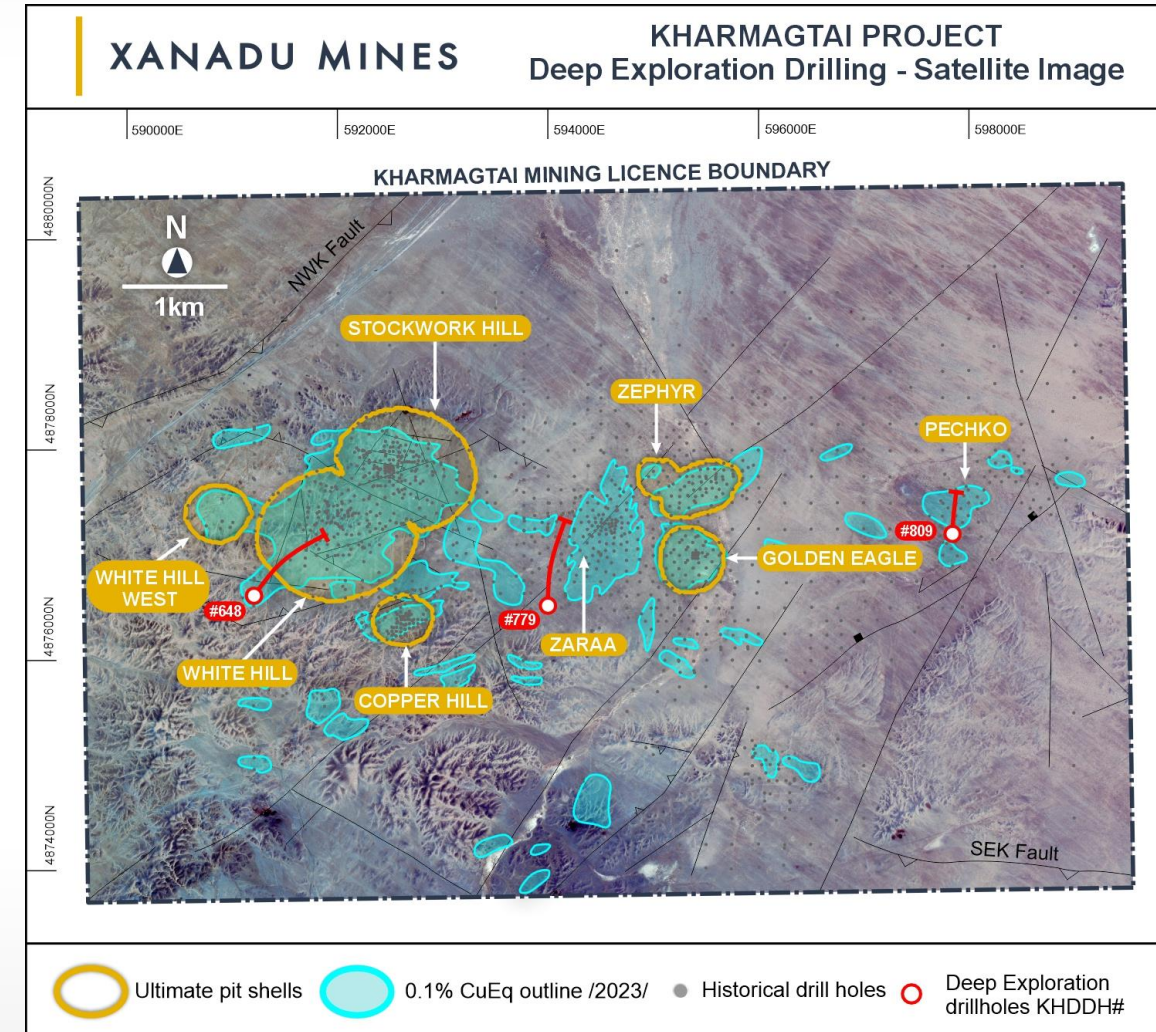 XANADU MINES
KHARMAGTAI PROJECT
Deep Exploration Drilling - Satellite Image
590000E
592000E
594000E
596000E
598000E
KHARMAGTAI MINING LICENCE BOUNDARY
4880000N
4878000N
4876000N
4874000N
N
1km
NWK Fault
STOCKWORK HILL
ZEPHYR
PECHKO
#809
GOLDEN EAGLE
WHITE HILL
WEST
#648
#779
ZARAA
WHITE HILL
COPPER HILL
SEK Fault
Ultimate pit shells
0.1% CuEq outline /2023/
Historical drill holes
Deep Exploration
drillholes KHDDH#